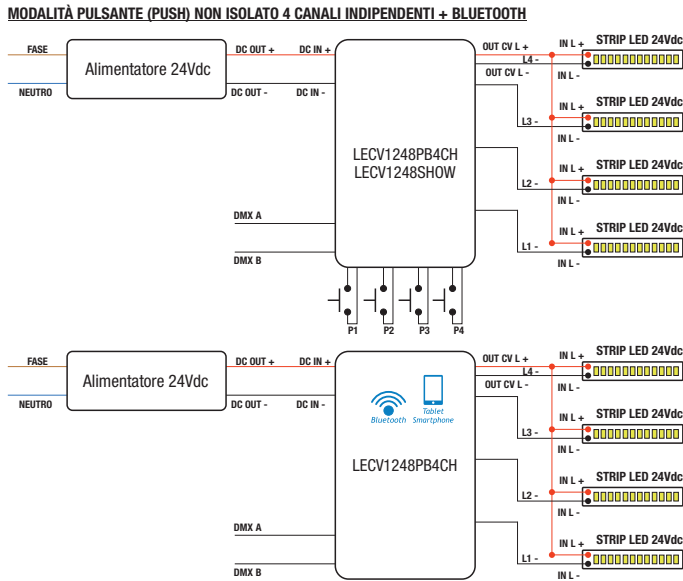 MODALITÀ PULSANTE (PUSH) NON ISOLATO 4 CANALI INDIPENDENTI + BLUETOOTH
FASE
Alimentatore 24Vdc
NEUTRO
DC OUT +
DC IN +
DC OUT -
DC IN -
LECV1248PB4CH
LECV1248SHOW
DMX A
DMX B
P1
P2
P3
P4
OUT CV L +
L4 -
OUT CV L -
L3 -
L2 -
L1 -
IN L +
STRIP LED 24Vdc
IN L -
IN L +
STRIP LED 24Vdc
IN L -
IN L +
STRIP LED 24Vdc
IN L -
IN L +
STRIP LED 24Vdc
IN L -
FASE
Alimentatore 24Vdc
NEUTRO
DC OUT +
DC IN +
DC OUT -
DC IN -
Bluetooth
Tablet
Smartphone
LECV1248PB4CH
DMX A
DMX B
OUT CV L +
L4 -
OUT CV L -
L3 -
L2 -
L1 -
IN L +
STRIP LED 24Vdc
IN L -
IN L +
STRIP LED 24Vdc
IN L -
IN L +
STRIP LED 24Vdc
IN L -
IN L +
STRIP LED 24Vdc
IN L -